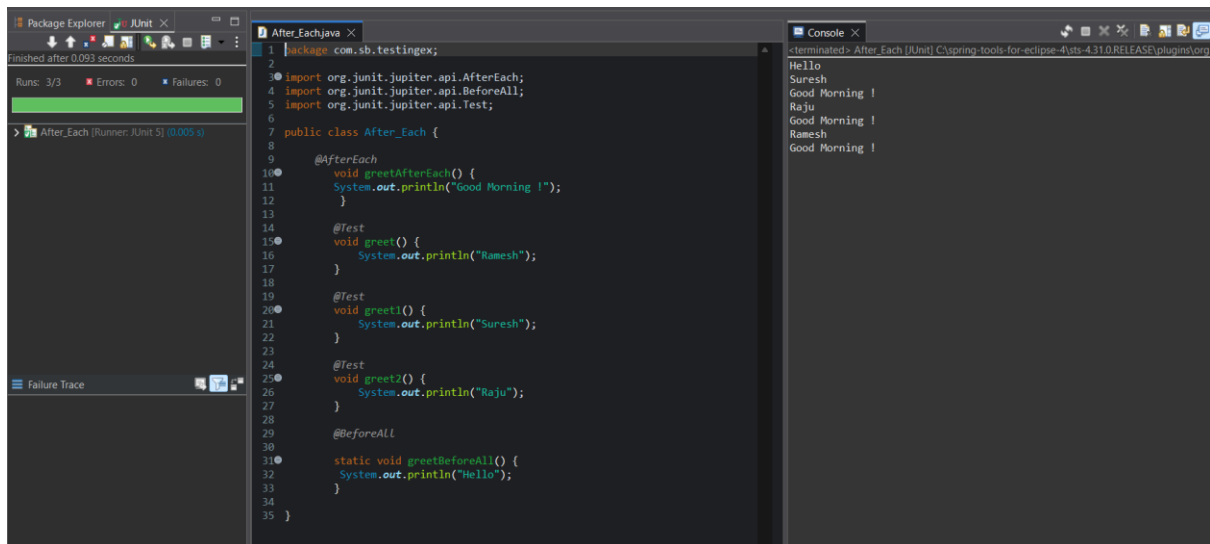 Package Explorer
JUnit
Finished after 0.093 seconds
Runs: 3/3 Errors: 0 Failures: 0
After_Each [Runner: JUnit 5] (0.005 s)
Failure Trace
After_Each.java
1 package com.sb.testingex;
2
3 import org.junit.jupiter.api.AfterEach;
4 import org.junit.jupiter.api.BeforeAll;
5 import org.junit.jupiter.api.Test;
6
7 public class After_Each {
8
9 @AfterEach
10 void greetAfterEach() {
11 System.out.println("Good Morning !");
12 }
13
14 @Test
15 void greet() {
16 System.out.println("Ramesh");
17 }
18
19 @Test
20 void greet1() {
21 System.out.println("Suresh");
22 }
23
24 @Test
25 void greet2() {
26 System.out.println("Raju");
27 }
28
29 @BeforeAll
30
31 static void greetBeforeAll() {
32 System.out.println("Hello");
33 }
34
35 }
Console
<terminated> After_Each [JUnit] C:\spring-tools-for-eclipse-4\sts-4.31.0.RELEASE\plugins\org
Hello
Suresh
Good Morning !
Raju
Good Morning !
Ramesh
Good Morning !